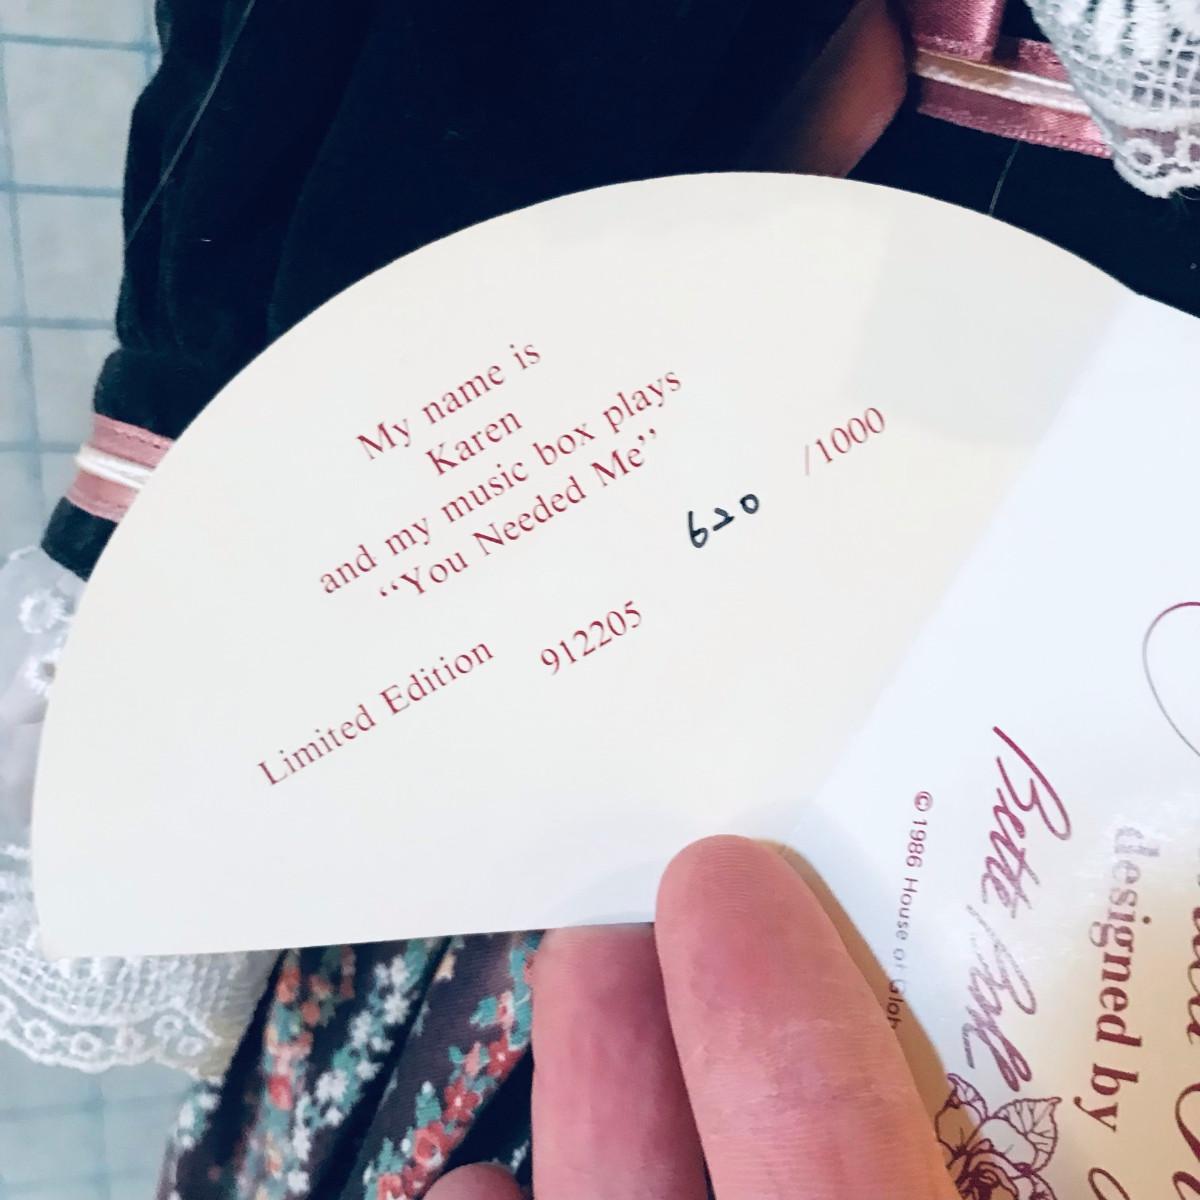 My name is
Karen
and my music box plays
“You Needed Me”
Limited Edition 912205 620 /1000
© 1986 House of Glob
Bette Ball
designed by